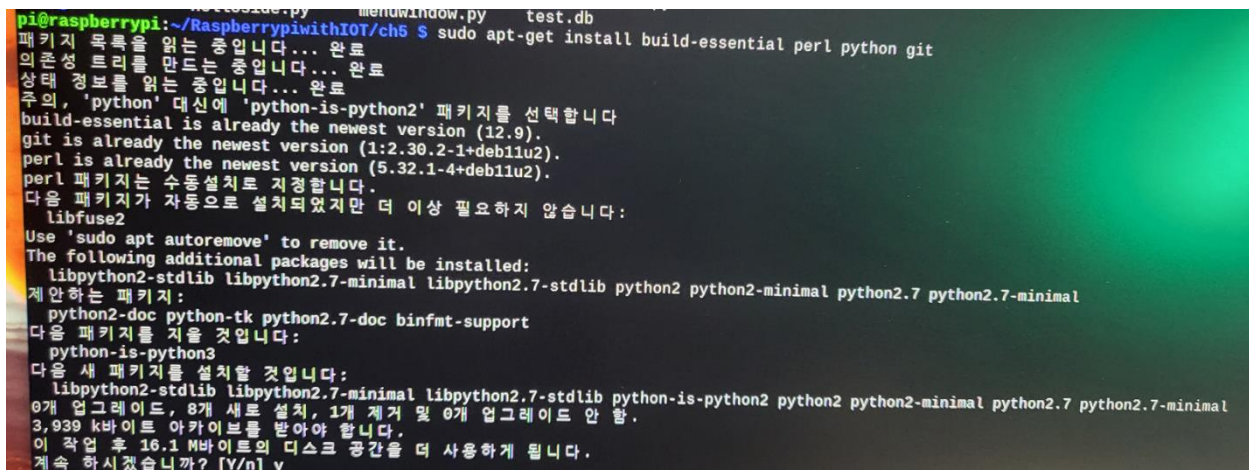 menuwindow.py test.db
pi@raspberrypi:~/RaspberrypiwithIOT/ch5 $ sudo apt-get install build-essential perl python git
패키지 목록을 읽는 중입니다... 완료
의존성 트리를 만드는 중입니다... 완료
상태 정보를 읽는 중입니다... 완료
주의, 'python' 대신에 'python-is-python2' 패키지를 선택합니다
build-essential is already the newest version (12.9).
git is already the newest version (1:2.30.2-1+deb11u2).
perl is already the newest version (5.32.1-4+deb11u2).
perl 패키지는 수동설치로 지정합니다.
다음 패키지가 자동으로 설치되었지만 더 이상 필요하지 않습니다:
libfuse2
Use 'sudo apt autoremove' to remove it.
The following additional packages will be installed:
libpython2-stdlib libpython2.7-minimal libpython2.7-stdlib python2 python2-minimal python2.7 python2.7-minimal
제안하는 패키지:
python2-doc python-tk python2.7-doc binfmt-support
다음 패키지를 지울 것입니다:
python-is-python3
다음 새 패키지를 설치할 것입니다:
libpython2-stdlib libpython2.7-minimal libpython2.7-stdlib python-is-python2 python2 python2-minimal python2.7 python2.7-minimal
0개 업그레이드, 8개 새로 설치, 1개 제거 및 0개 업그레이드 안 함.
3,939 k바이트 아카이브를 받아야 합니다.
이 작업 후 16.1 M바이트의 디스크 공간을 더 사용하게 됩니다.
계속 하시겠습니까? [Y/n] y